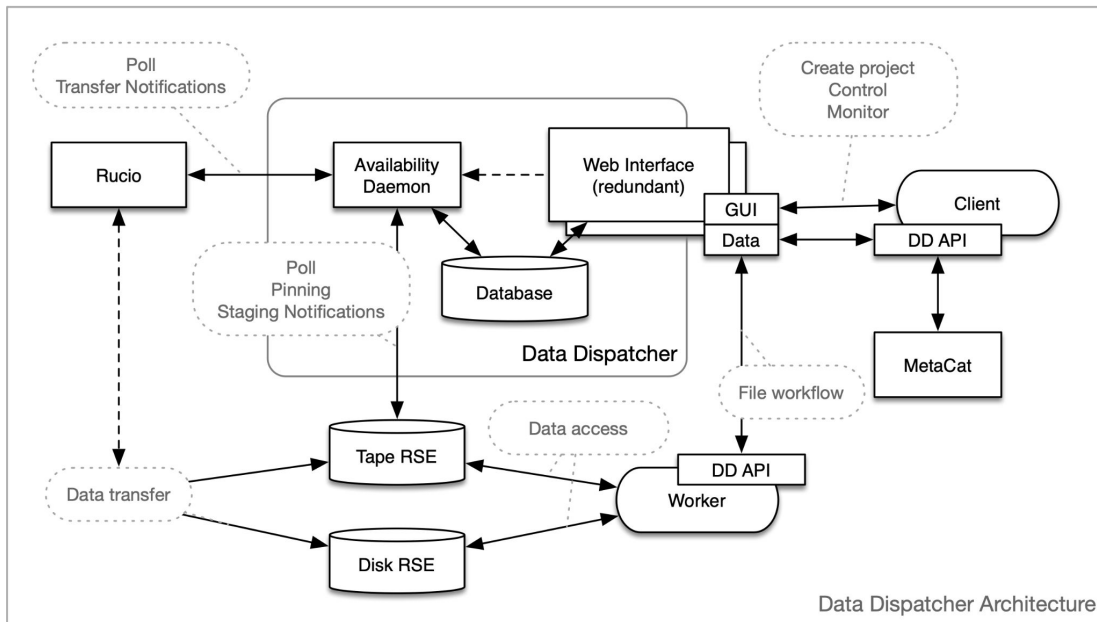 Poll
Transfer Notifications
Create project
Control
Monitor
Rucio
Availability
Daemon
Web Interface
(redundant)
GUI
Data
Client
DD API
Poll
Pinning
Staging Notifications
Database
Data Dispatcher
MetaCat
File workflow
Data access
Tape RSE
DD API
Worker
Data transfer
Disk RSE
Data Dispatcher Architecture